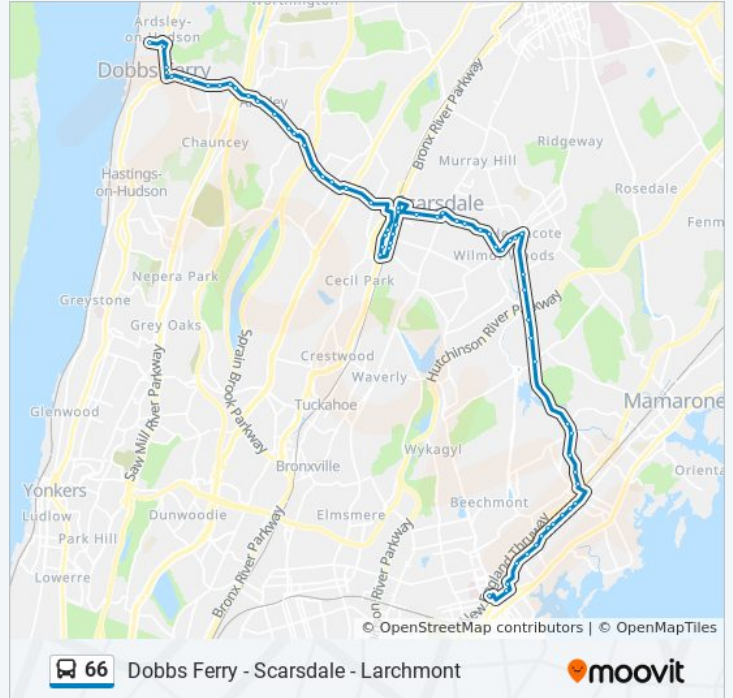 Worthington
Ardsley-
on-Hudson
Dobbs Ferry
Ardsley
Chauncey
Bronx River Parkway
Ridgeway
Murray Hill
Hastings-
on-Hudson
Rosedale
Scarsdale
Fenm
Heathcote
Wilmot Woods
Nepera Park
Cecil Park
Greystone
Grey Oaks
Hutchinson River Parkway
Sprain Brook Parkway
Crestwood
Waverly
Saw Mill River Parkway
Glenwood
Tuckahoe
Mamarone
Wykagyl
Bronxville
Orienta
Yonkers
Ludlow
Dunwoodie
Elmsmere
Beechmont
Park Hill
Bronx River Parkway
on River Parkway
New England Thruway
Lowerre
© OpenStreetMap contributors | © OpenMapTiles
66 Dobbs Ferry - Scarsdale - Larchmont
moovit